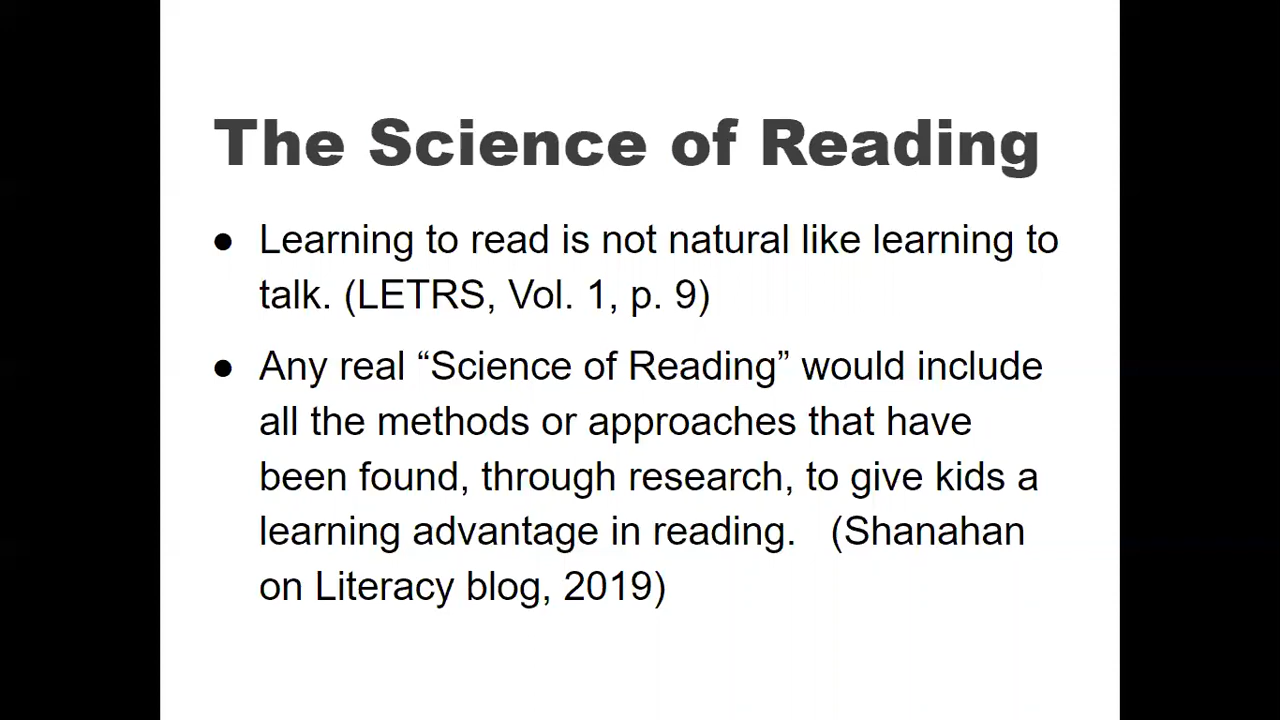 The Science of Reading
● Learning to read is not natural like learning to
talk. (LETRS, Vol. 1, p. 9)
● Any real “Science of Reading” would include
all the methods or approaches that have
been found, through research, to give kids a
learning advantage in reading.   (Shanahan
on Literacy blog, 2019)